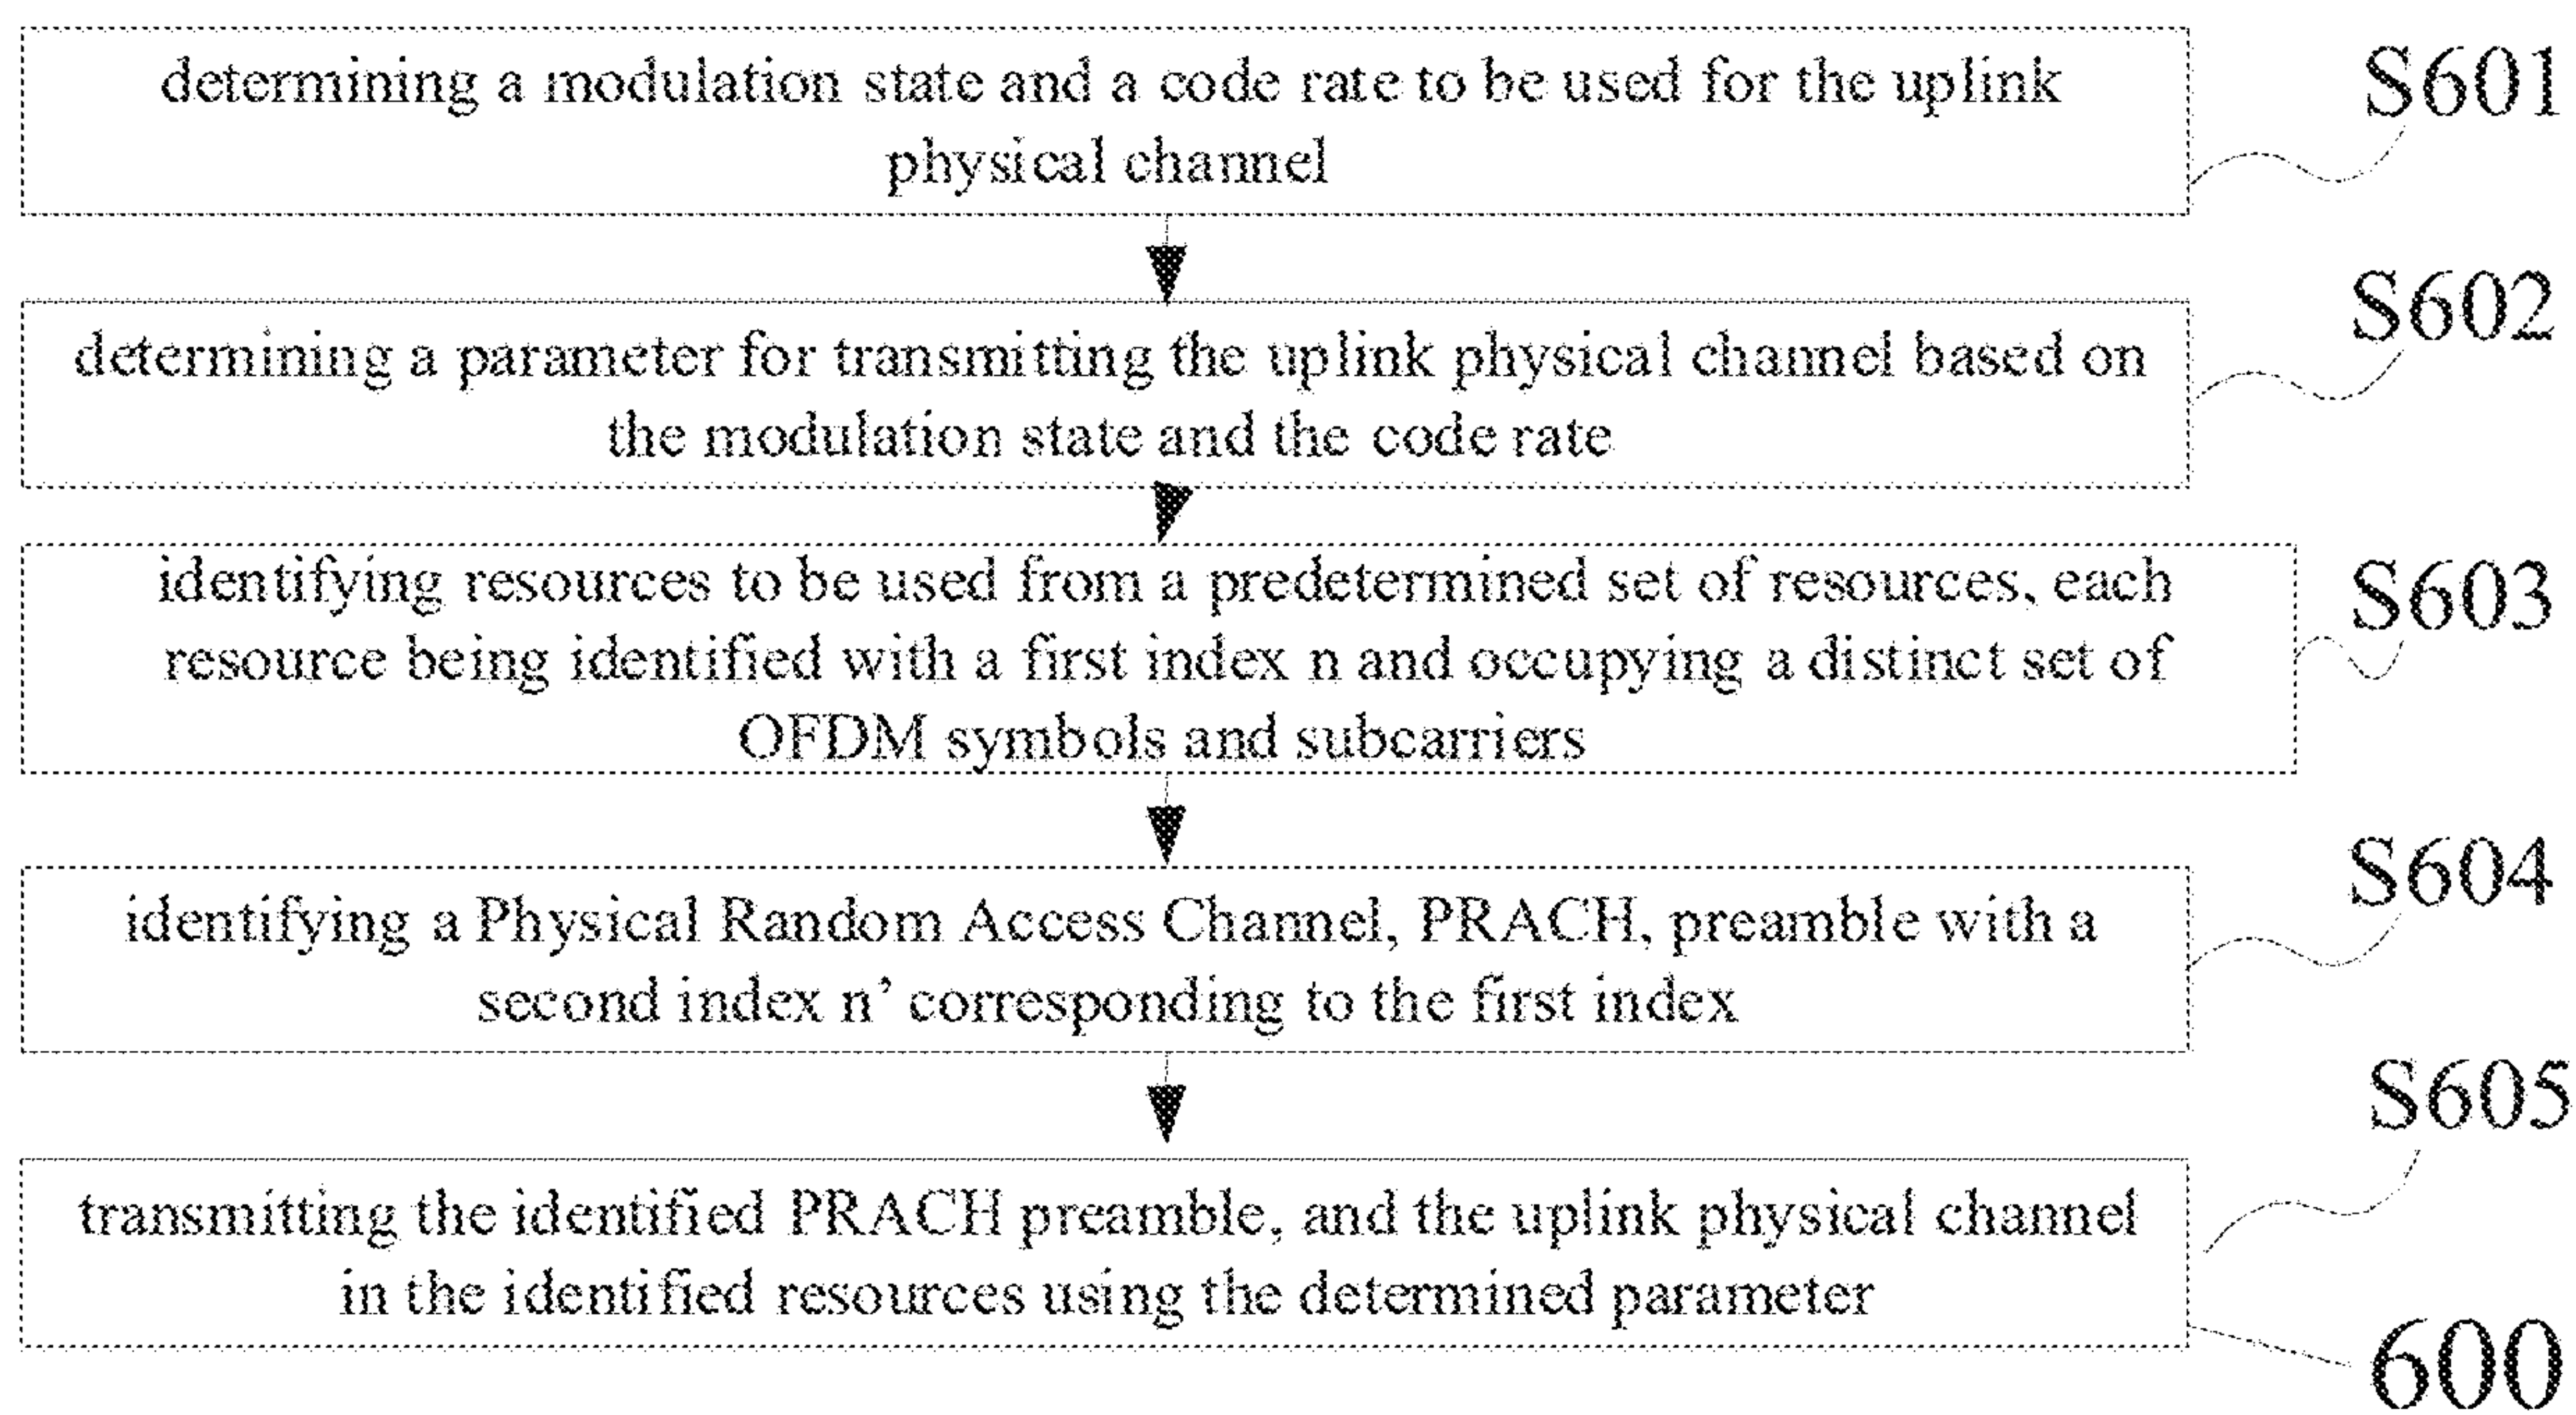 determining a modulation state and a code rate to be used for the uplink
physical channel
S601
determining a parameter for transmitting the uplink physical channel based on
the modulation state and the code rate
S602
identifying resources to be used from a predetermined set of resources, each
resource being identified with a first index n and occupying a distinct set of
OFDM symbols and subcarriers
S603
identifying a Physical Random Access Channel, PRACH, preamble with a
second index n’ corresponding to the first index
S604
transmitting the identified PRACH preamble, and the uplink physical channel
in the identified resources using the determined parameter
S605
600